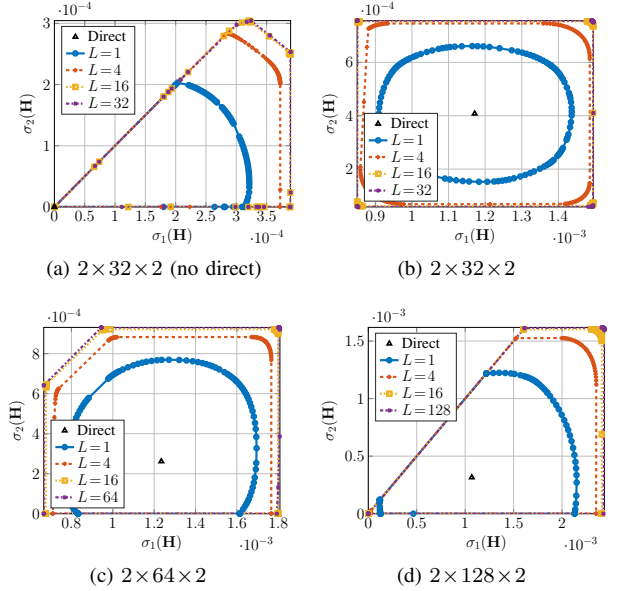 ·10⁻⁴
3
2
1
0
σ₂(H)
Direct
L=1
L=4
L=16
L=32
0 0.5 1 1.5 2 2.5 3 3.5
σ₁(H) ·10⁻⁴
(a) 2×32×2 (no direct)
·10⁻⁴
6
4
2
σ₂(H)
Direct
L=1
L=4
L=16
L=32
0.9 1 1.1 1.2 1.3 1.4
σ₁(H) ·10⁻³
(b) 2×32×2
·10⁻⁴
8
6
4
2
0
σ₂(H)
Direct
L=1
L=4
L=16
L=64
0.8 1 1.2 1.4 1.6 1.8
σ₁(H) ·10⁻³
(c) 2×64×2
·10⁻³
1.5
1
0.5
0
σ₂(H)
Direct
L=1
L=4
L=16
L=128
0 0.5 1 1.5 2
σ₁(H) ·10⁻³
(d) 2×128×2